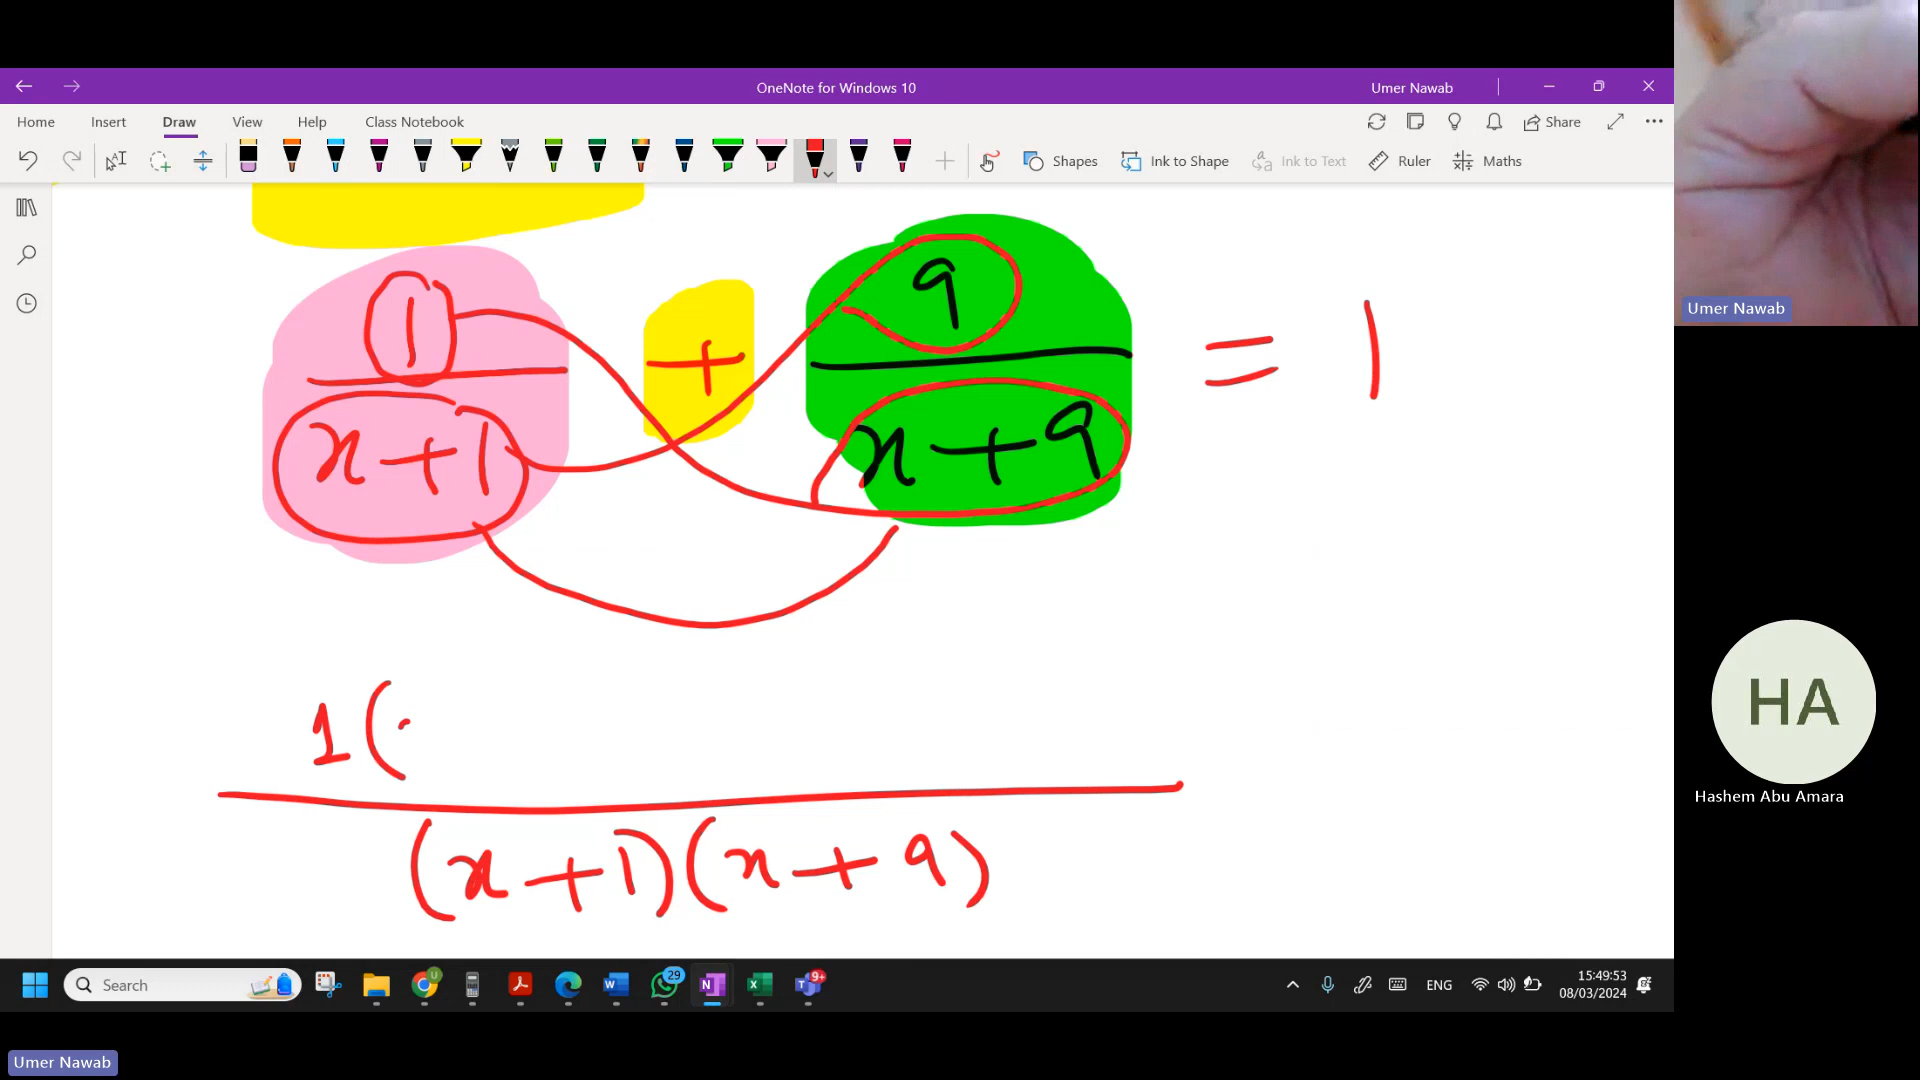 OneNote for Windows 10
Umer Nawab
Home Insert Draw View Help Class Notebook
Share
Shapes Ink to Shape Ink to Text Ruler Maths
1 9
+ = 1
x+1 x+9
1(
(x+1)(x+9)
Umer Nawab
HA
Hashem Abu Amara
Search
29
9+
ENG
15:49:53
08/03/2024
Umer Nawab